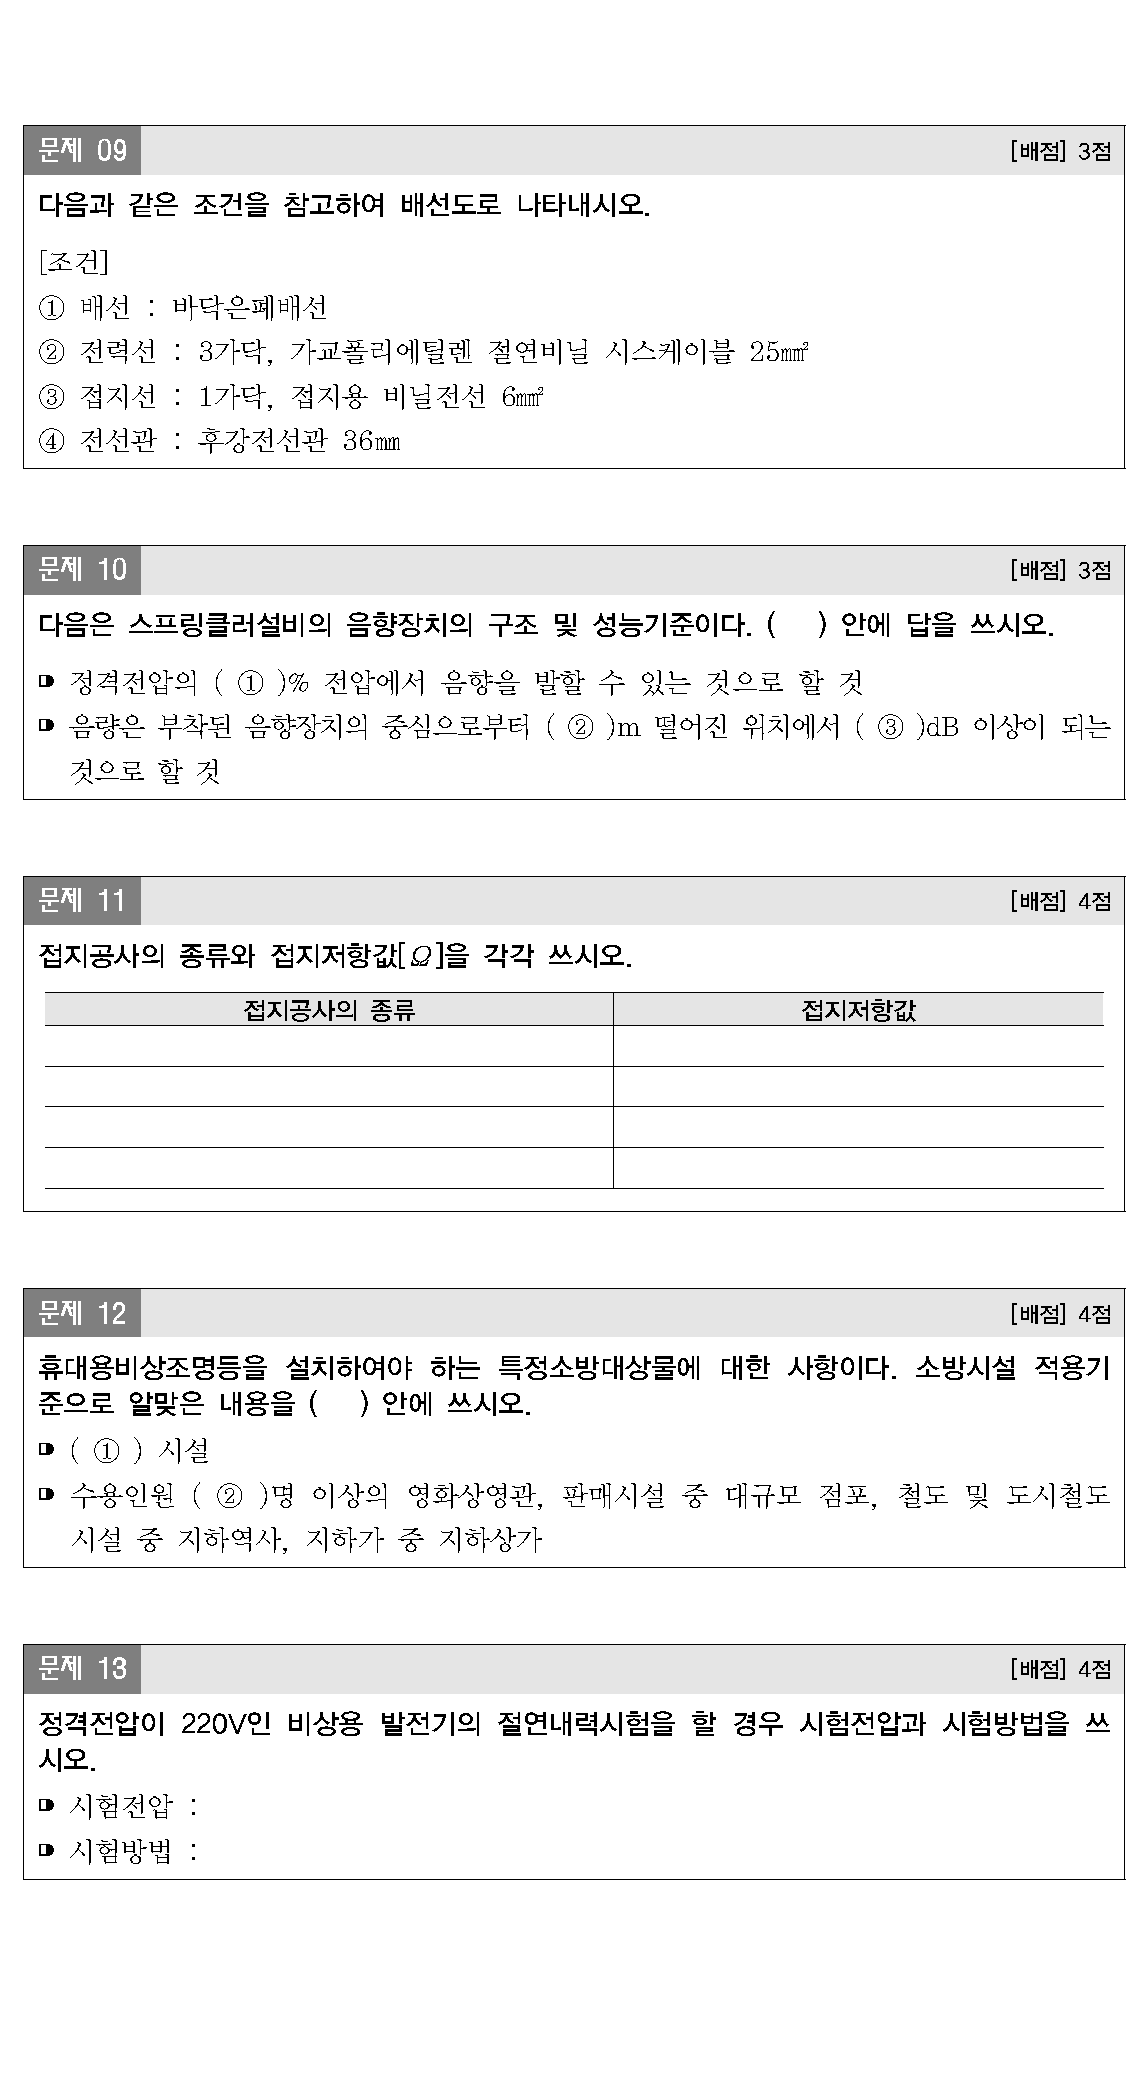 문제 09
[배점] 3점
다음과 같은 조건을 참고하여 배선도로 나타내시오.
[조건]
① 배선 : 바닥은폐배선
② 전력선 : 3가닥, 가교폴리에틸렌 절연비닐 시스케이블 25㎟
③ 접지선 : 1가닥, 접지용 비닐전선 6㎟
④ 전선관 : 후강전선관 36㎜
문제 10
[배점] 3점
다음은 스프링클러설비의 음향장치의 구조 및 성능기준이다. (   ) 안에 답을 쓰시오.
➡ 정격전압의 ( ① )% 전압에서 음향을 발할 수 있는 것으로 할 것
➡ 음량은 부착된 음향장치의 중심으로부터 ( ② )m 떨어진 위치에서 ( ③ )dB 이상이 되는
것으로 할 것
문제 11
[배점] 4점
접지공사의 종류와 접지저항값[Ω]을 각각 쓰시오.
접지공사의 종류 접지저항값
문제 12
[배점] 4점
휴대용비상조명등을 설치하여야 하는 특정소방대상물에 대한 사항이다. 소방시설 적용기
준으로 알맞은 내용을 (   ) 안에 쓰시오.
➡ ( ① ) 시설
➡ 수용인원 ( ② )명 이상의 영화상영관, 판매시설 중 대규모 점포, 철도 및 도시철도
시설 중 지하역사, 지하가 중 지하상가
문제 13
[배점] 4점
정격전압이 220V인 비상용 발전기의 절연내력시험을 할 경우 시험전압과 시험방법을 쓰
시오.
➡ 시험전압 :
➡ 시험방법 :